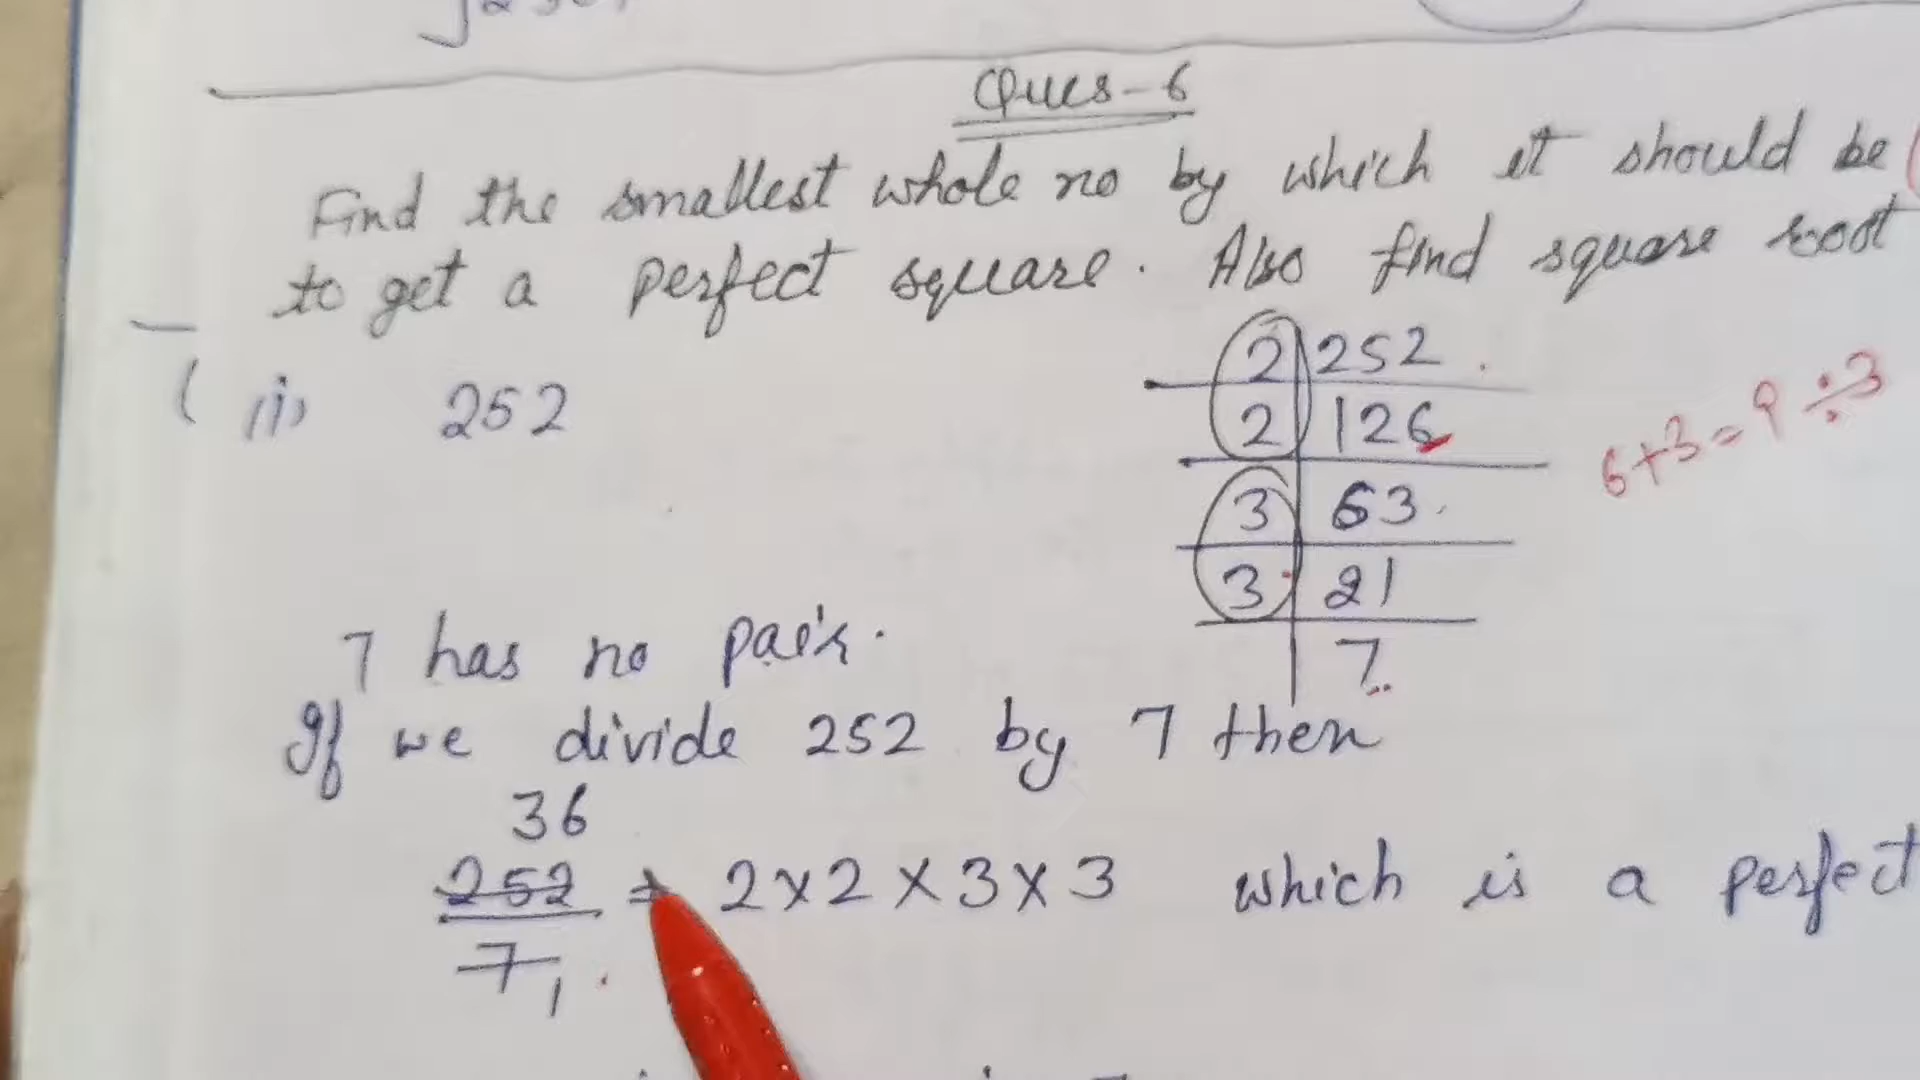 Ques-6
Find the smallest whole no by which it should be
to get a perfect square. Also find square root
(i) 252
2 252
2 126
6+3=9÷3
3 63
3 21
7
7 has no pair.
If we divide 252 by 7 then
36
252 = 2×2×3×3 which is a perfect
7 1